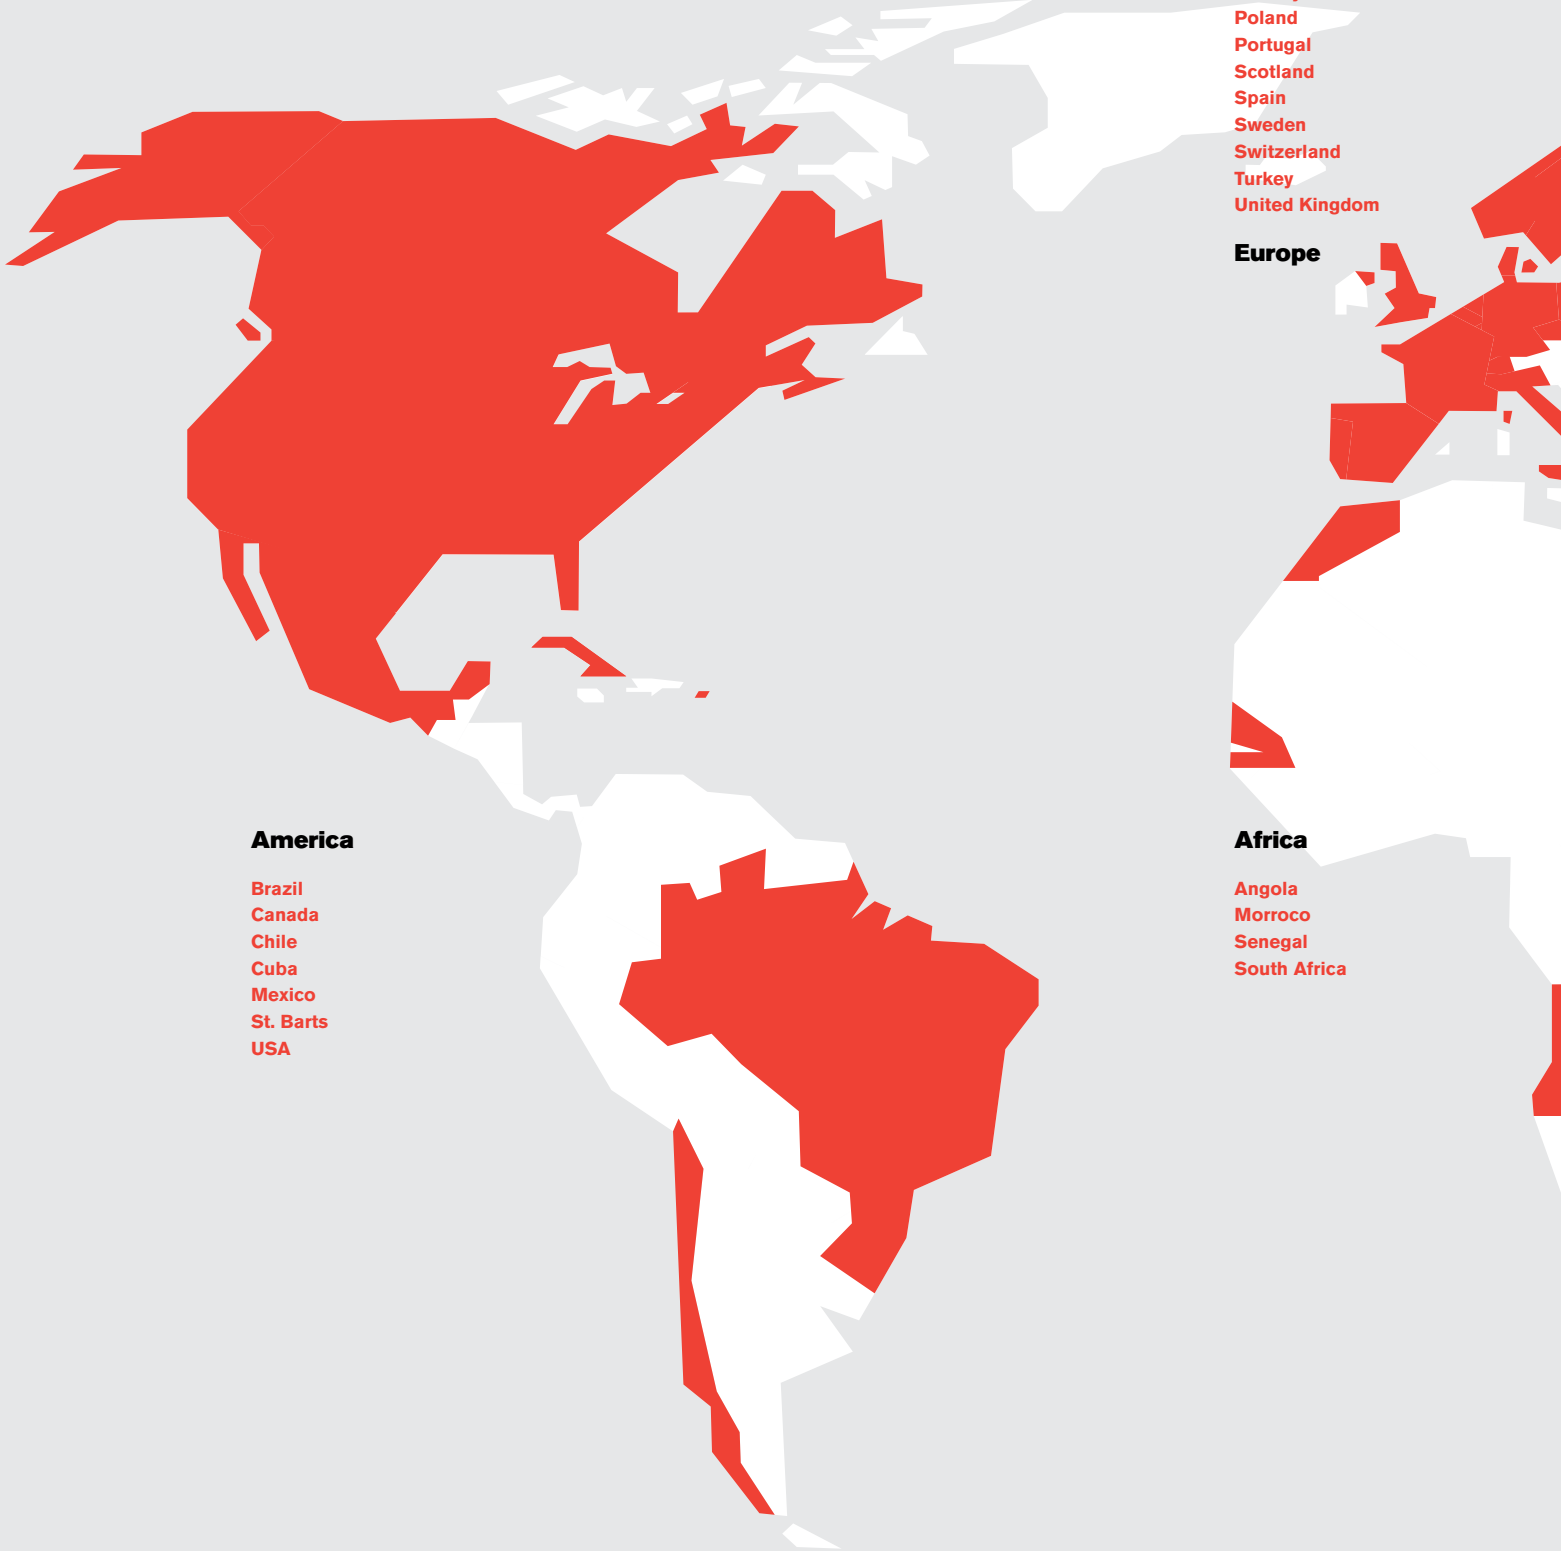 Poland
Portugal
Scotland
Spain
Sweden
Switzerland
Turkey
United Kingdom
Europe
America
Brazil
Canada
Chile
Cuba
Mexico
St. Barts
USA
Africa
Angola
Morroco
Senegal
South Africa